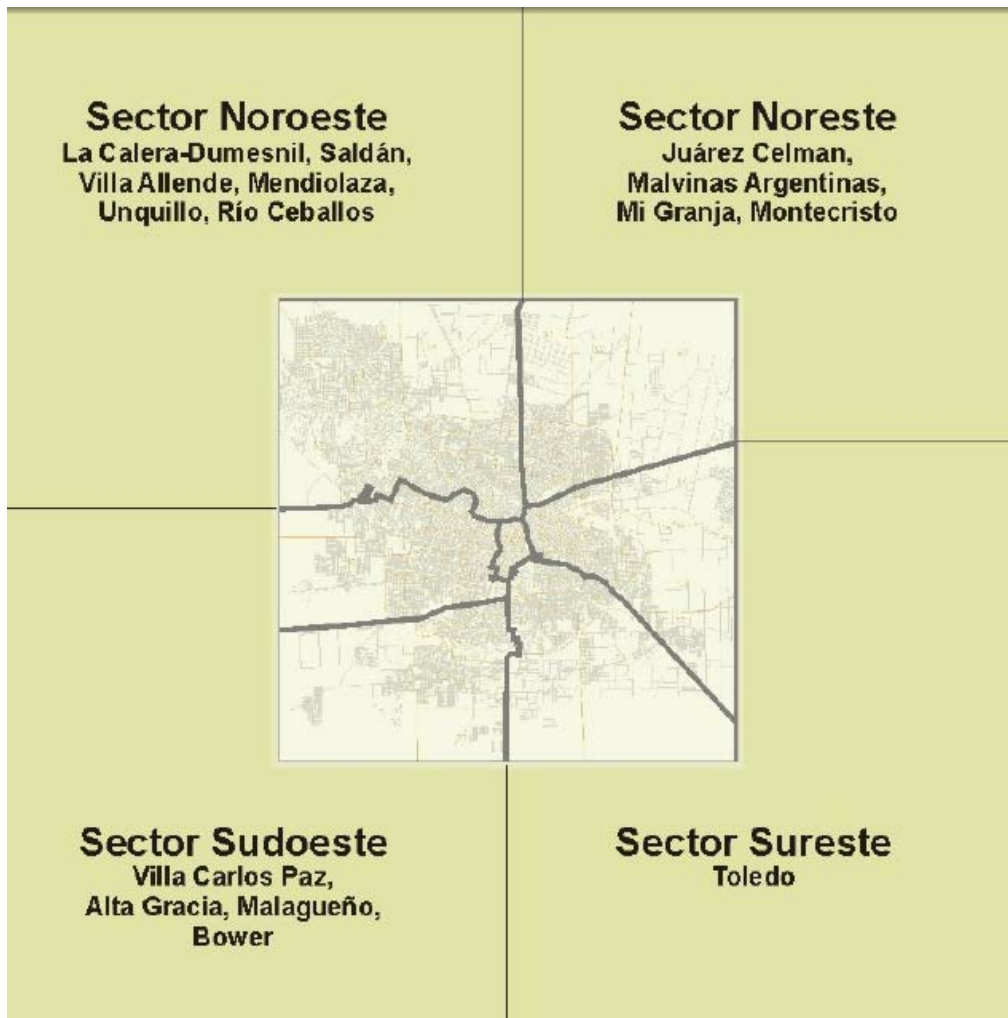 Sector Noroeste
La Calera-Dumesnil, Saldán,
Villa Allende, Mendiolaza,
Unquillo, Río Ceballos
Sector Noreste
Juárez Celman,
Malvinas Argentinas,
Mi Granja, Montecristo
Sector Sudoeste
Villa Carlos Paz,
Alta Gracia, Malagueño,
Bower
Sector Sureste
Toledo